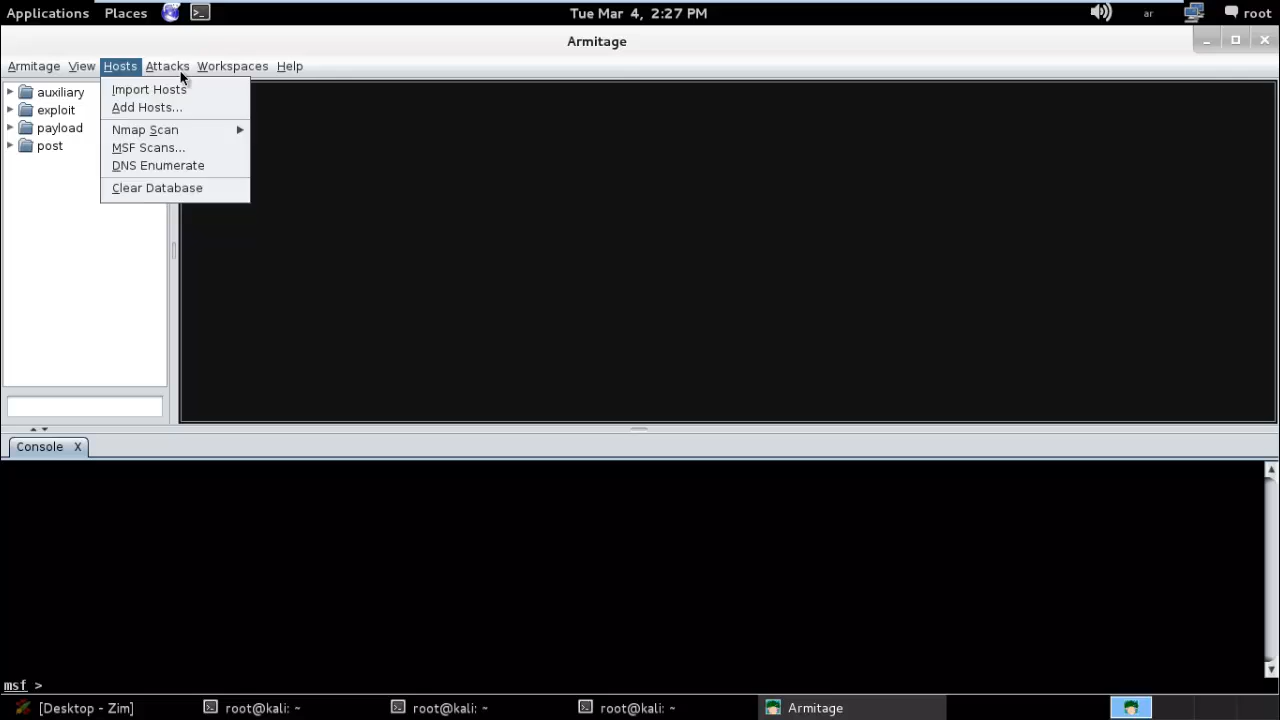 Applications Places Tue Mar 4, 2:27 PM ar root
Armitage
Armitage View Hosts Attacks Workspaces Help
auxiliary
exploit
payload
post
Import Hosts
Add Hosts...
Nmap Scan
MSF Scans...
DNS Enumerate
Clear Database
Console X
msf >
[Desktop - Zim] root@kali: ~ root@kali: ~ root@kali: ~ Armitage